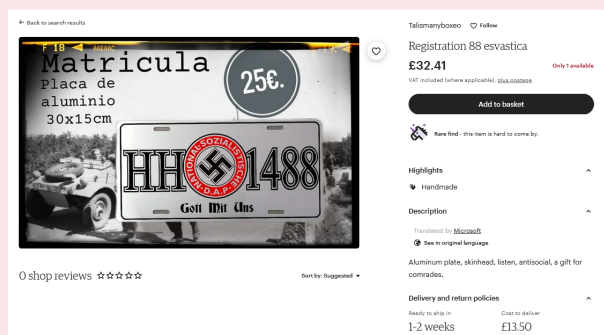 ← Back to search results
F 18
Matricula
Placa de
aluminio
30x15cm
25€.
NATIONAL-SOZIALISTISCHE
N.S.D.A.P.
HH 1488
Gott Mit Uns
0 shop reviews
Sort by: Suggested
Talismanyboxeo Follow
Registration 88 esvastica
£32.41
Only 1 available
VAT included (where applicable), plus postage
Add to basket
Rare find - this item is hard to come by.
Highlights
Handmade
Description
Translated by Microsoft
See in original language
Aluminum plate, skinhead, listen, antisocial, a gift for
comrades.
Delivery and return policies
Ready to ship in
Cost to deliver
1-2 weeks
£13.50